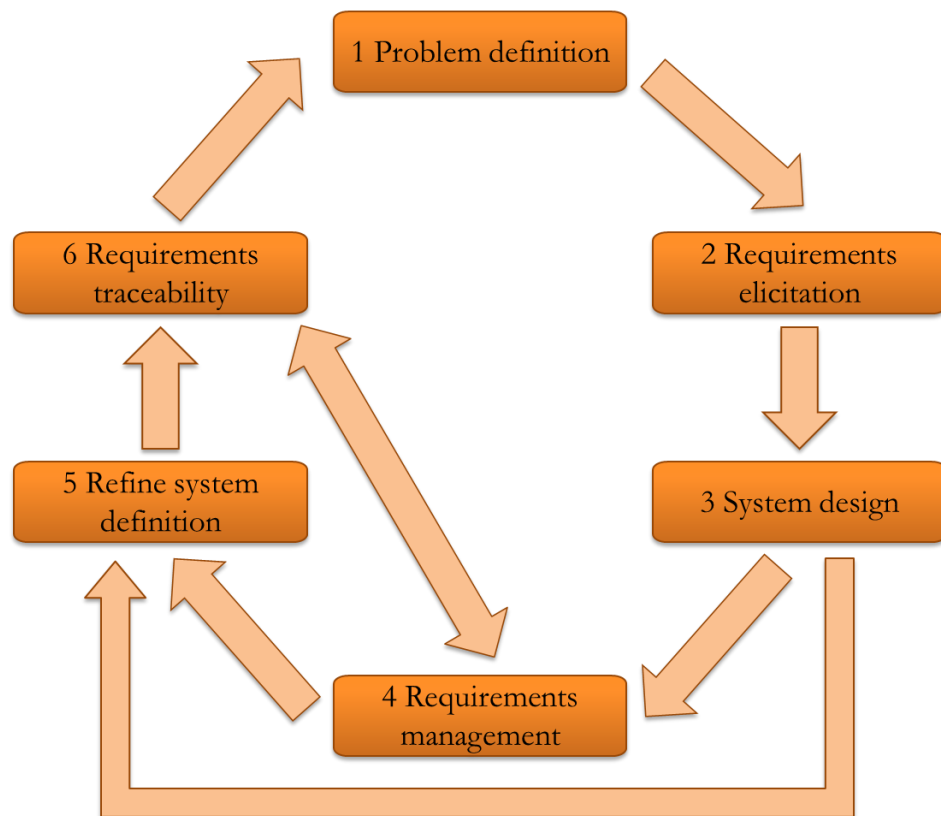 1 Problem definition
2 Requirements
elicitation
3 System design
4 Requirements
management
5 Refine system
definition
6 Requirements
traceability